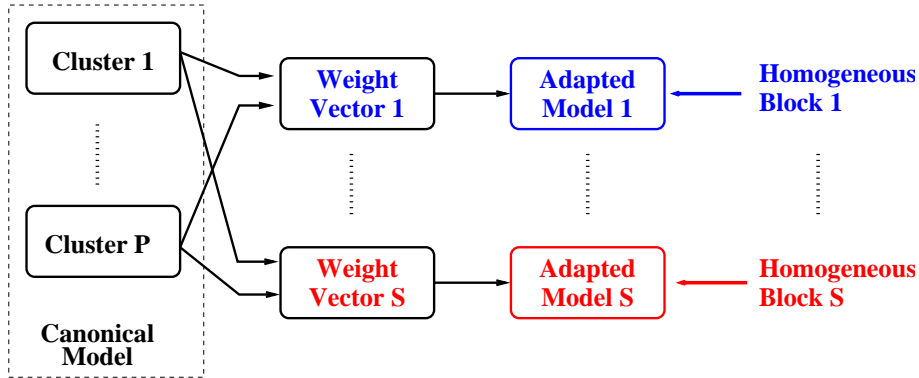 Cluster 1
Weight
Vector 1
Adapted
Model 1
Homogeneous
Block 1
Cluster P
Weight
Vector S
Adapted
Model S
Homogeneous
Block S
Canonical
Model